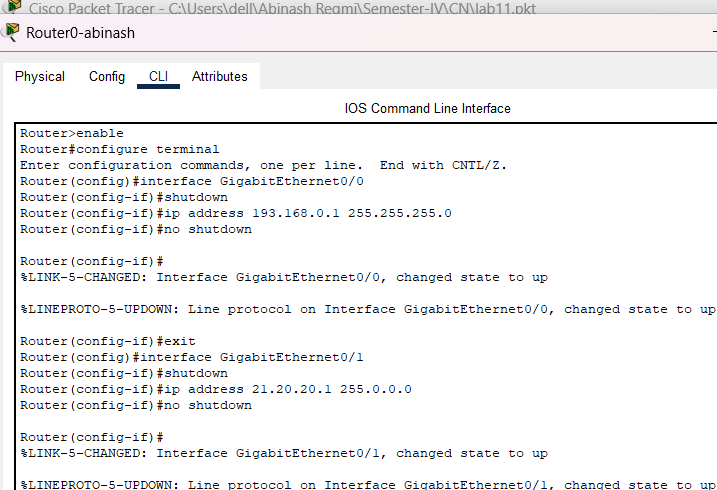 Cisco Packet Tracer - C:\Users\dell\Abinash Regmi\Semester-IV\CN\lab11.pkt
Router0-abinash
Physical Config CLI Attributes
IOS Command Line Interface
Router>enable
Router#configure terminal
Enter configuration commands, one per line.  End with CNTL/Z.
Router(config)#interface GigabitEthernet0/0
Router(config-if)#shutdown
Router(config-if)#ip address 193.168.0.1 255.255.255.0
Router(config-if)#no shutdown
Router(config-if)#
%LINK-5-CHANGED: Interface GigabitEthernet0/0, changed state to up
%LINEPROTO-5-UPDOWN: Line protocol on Interface GigabitEthernet0/0, changed state to up
Router(config-if)#exit
Router(config)#interface GigabitEthernet0/1
Router(config-if)#shutdown
Router(config-if)#ip address 21.20.20.1 255.0.0.0
Router(config-if)#no shutdown
Router(config-if)#
%LINK-5-CHANGED: Interface GigabitEthernet0/1, changed state to up
%LINEPROTO-5-UPDOWN: Line protocol on Interface GigabitEthernet0/1, changed state to up